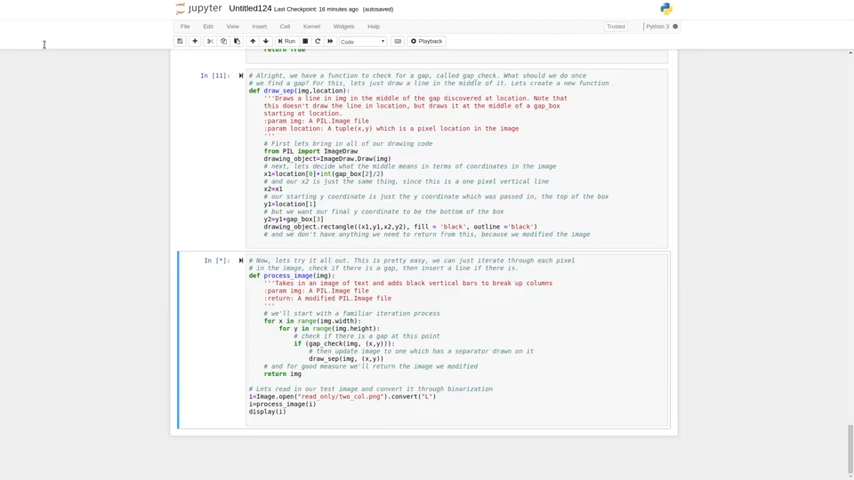 jupyter Untitled124 Last Checkpoint: 16 minutes ago (autosaved)
File Edit View Insert Cell Kernel Widgets Help Trusted Python 3
Run Code Playback
return True
In [11]: # Alright, we have a function to check for a gap, called gap_check. What should we do once
# we find a gap? For this, lets just draw a line in the middle of it. Lets create a new function
def draw_sep(img,location):
'''Draws a line in img in the middle of the gap discovered at location. Note that
this doesn't draw the line in location, but draws it at the middle of a gap_box
starting at location.
:param img: A PIL.Image file
:param location: A tuple(x,y) which is a pixel location in the image
'''
# First lets bring in all of our drawing code
from PIL import ImageDraw
drawing_object=ImageDraw.Draw(img)
# next, lets decide what the middle means in terms of coordinates in the image
x1=location[0]+int(gap_box[2]/2)
# and our x2 is just the same thing, since this is a one pixel vertical line
x2=x1
# our starting y coordinate is just the y coordinate which was passed in, the top of the box
y1=location[1]
# but we want our final y coordinate to be the bottom of the box
y2=y1+gap_box[3]
drawing_object.rectangle((x1,y1,x2,y2), fill = 'black', outline ='black')
# and we don't have anything we need to return from this, because we modified the image
In [*]: # Now, lets try it all out. This is pretty easy, we can just iterate through each pixel
# in the image, check if there is a gap, then insert a line if there is.
def process_image(img):
'''Takes in an image of text and adds black vertical bars to break up columns
:param img: A PIL.Image file
:return: A modified PIL.Image file
'''
# we'll start with a familiar iteration process
for x in range(img.width):
for y in range(img.height):
# check if there is a gap at this point
if (gap_check(img, (x,y))):
# then update image to one which has a separator drawn on it
draw_sep(img, (x,y))
# and for good measure we'll return the image we modified
return img
# Lets read in our test image and convert it through binarization
i=Image.open("read_only/two_col.png").convert("L")
i=process_image(i)
display(i)